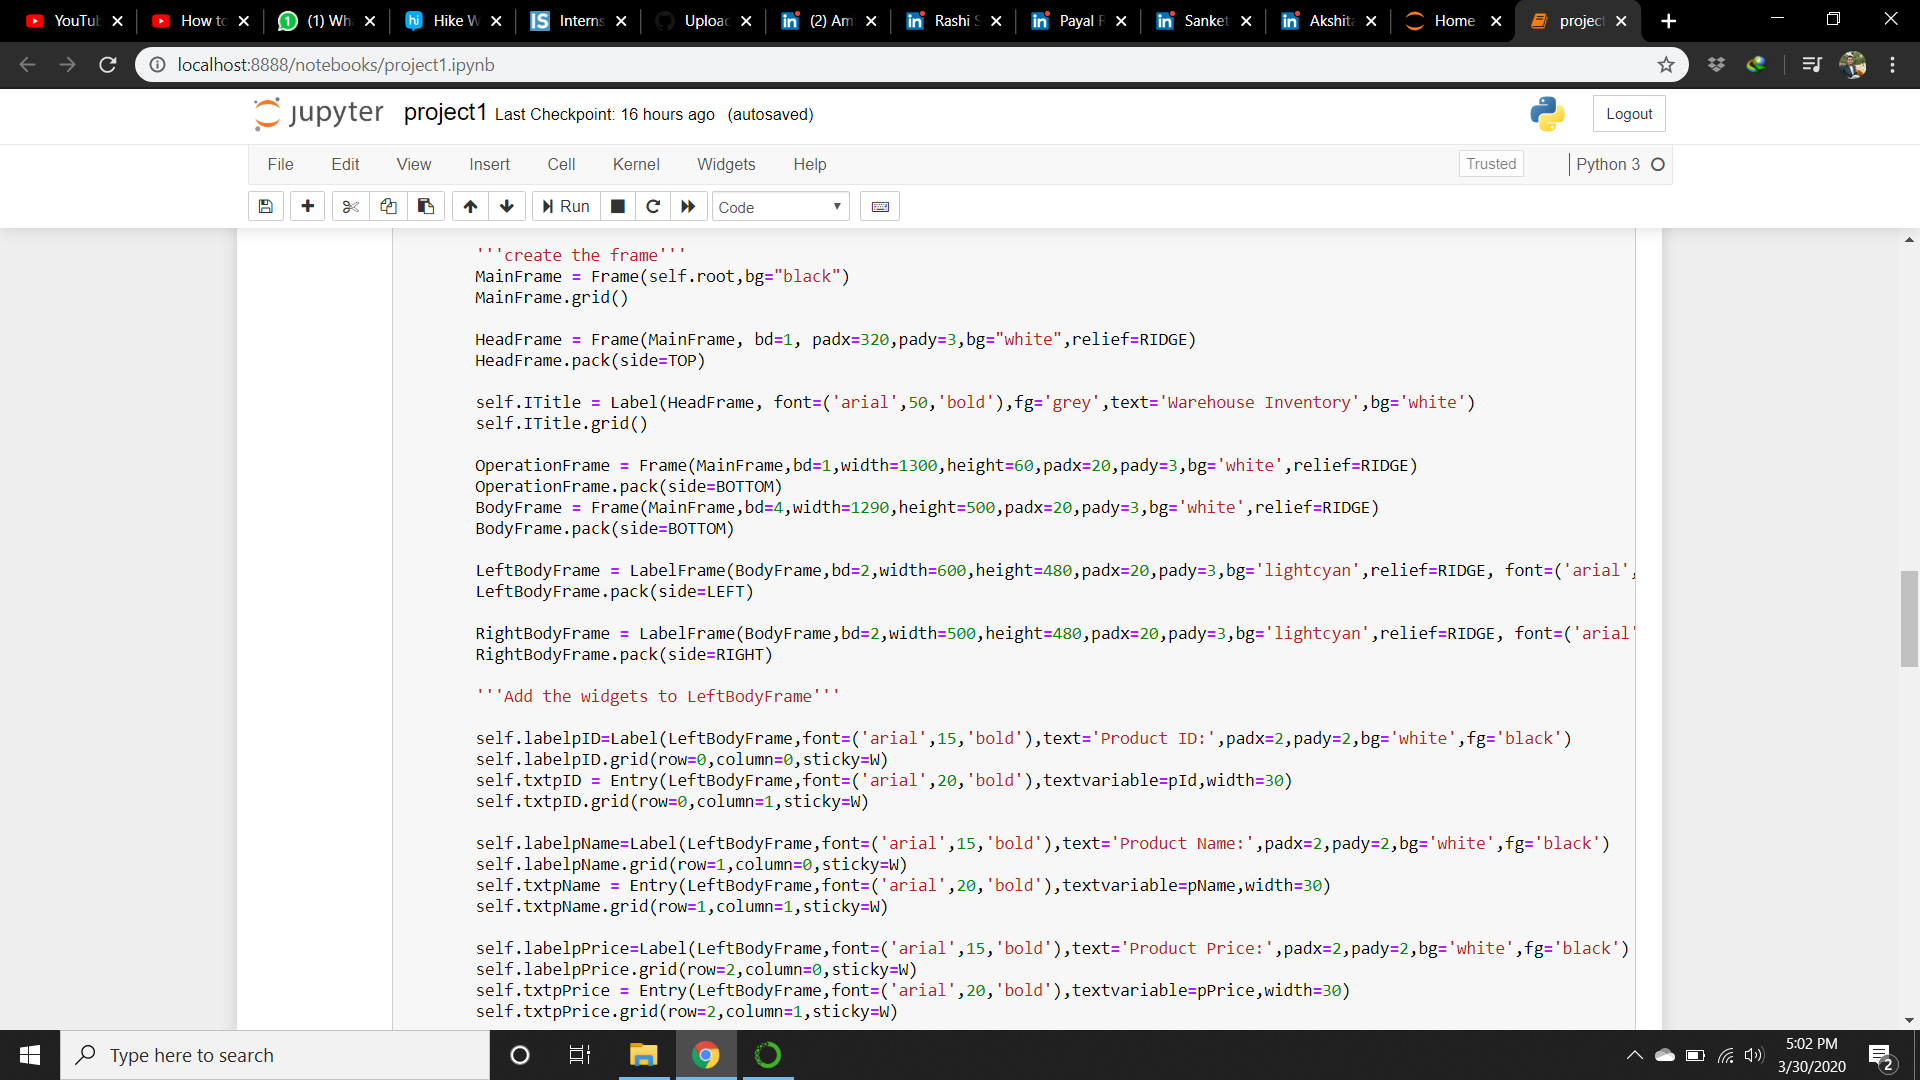 YouTub
How to
(1) Wh
Hike W
Interns
Uploac
(2) Am
Rashi S
Payal F
Sanket
Akshita
Home
project
localhost:8888/notebooks/project1.ipynb
jupyter project1 Last Checkpoint: 16 hours ago (autosaved)
Logout
File Edit View Insert Cell Kernel Widgets Help
Trusted
Python 3
Run
Code
'''create the frame'''
MainFrame = Frame(self.root,bg="black")
MainFrame.grid()
HeadFrame = Frame(MainFrame, bd=1, padx=320,pady=3,bg="white",relief=RIDGE)
HeadFrame.pack(side=TOP)
self.ITitle = Label(HeadFrame, font=('arial',50,'bold'),fg='grey',text='Warehouse Inventory',bg='white')
self.ITitle.grid()
OperationFrame = Frame(MainFrame,bd=1,width=1300,height=60,padx=20,pady=3,bg='white',relief=RIDGE)
OperationFrame.pack(side=BOTTOM)
BodyFrame = Frame(MainFrame,bd=4,width=1290,height=500,padx=20,pady=3,bg='white',relief=RIDGE)
BodyFrame.pack(side=BOTTOM)
LeftBodyFrame = LabelFrame(BodyFrame,bd=2,width=600,height=480,padx=20,pady=3,bg='lightcyan',relief=RIDGE, font=('arial',
LeftBodyFrame.pack(side=LEFT)
RightBodyFrame = LabelFrame(BodyFrame,bd=2,width=500,height=480,padx=20,pady=3,bg='lightcyan',relief=RIDGE, font=('arial'
RightBodyFrame.pack(side=RIGHT)
'''Add the widgets to LeftBodyFrame'''
self.labelpID=Label(LeftBodyFrame,font=('arial',15,'bold'),text='Product ID:',padx=2,pady=2,bg='white',fg='black')
self.labelpID.grid(row=0,column=0,sticky=W)
self.txtpID = Entry(LeftBodyFrame,font=('arial',20,'bold'),textvariable=pId,width=30)
self.txtpID.grid(row=0,column=1,sticky=W)
self.labelpName=Label(LeftBodyFrame,font=('arial',15,'bold'),text='Product Name:',padx=2,pady=2,bg='white',fg='black')
self.labelpName.grid(row=1,column=0,sticky=W)
self.txtpName = Entry(LeftBodyFrame,font=('arial',20,'bold'),textvariable=pName,width=30)
self.txtpName.grid(row=1,column=1,sticky=W)
self.labelpPrice=Label(LeftBodyFrame,font=('arial',15,'bold'),text='Product Price:',padx=2,pady=2,bg='white',fg='black')
self.labelpPrice.grid(row=2,column=0,sticky=W)
self.txtpPrice = Entry(LeftBodyFrame,font=('arial',20,'bold'),textvariable=pPrice,width=30)
self.txtpPrice.grid(row=2,column=1,sticky=W)
Type here to search
5:02 PM
3/30/2020
2